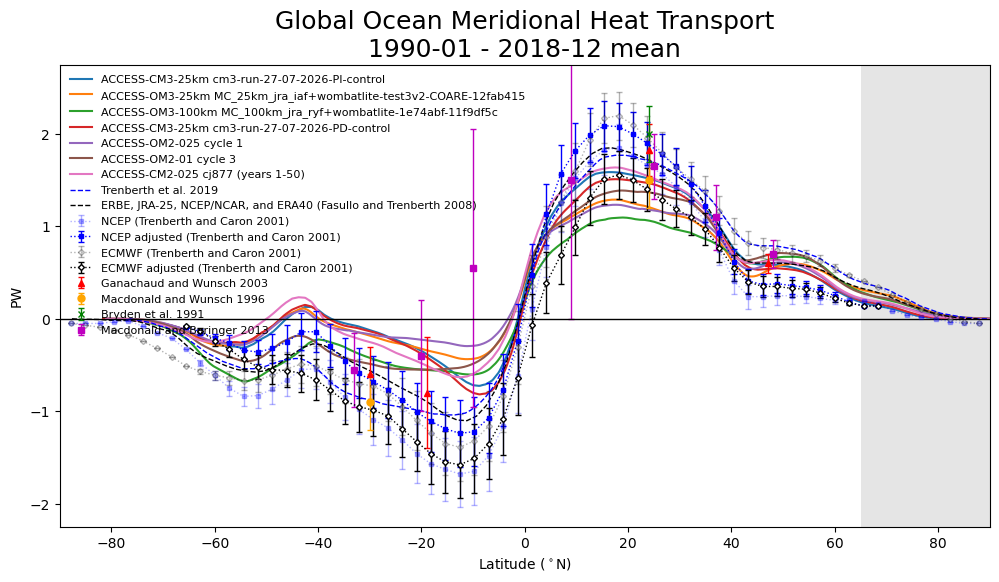 Global Ocean Meridional Heat Transport
1990-01 - 2018-12 mean
ACCESS-CM3-25km cm3-run-27-07-2026-PI-control
ACCESS-OM3-25km MC_25km_jra_iaf+wombatlite-test3v2-COARE-12fab415
ACCESS-OM3-100km MC_100km_jra_ryf+wombatlite-1e74abf-11f9df5c
ACCESS-CM3-25km cm3-run-27-07-2026-PD-control
ACCESS-OM2-025 cycle 1
ACCESS-OM2-01 cycle 3
ACCESS-CM2-025 cj877 (years 1-50)
Trenberth et al. 2019
ERBE, JRA-25, NCEP/NCAR, and ERA40 (Fasullo and Trenberth 2008)
NCEP (Trenberth and Caron 2001)
NCEP adjusted (Trenberth and Caron 2001)
ECMWF (Trenberth and Caron 2001)
ECMWF adjusted (Trenberth and Caron 2001)
Ganachaud and Wunsch 2003
Macdonald and Wunsch 1996
Bryden et al. 1991
Macdonald and Baringer 2013
PW
2
1
0
−1
−2
−80 −60 −40 −20 0 20 40 60 80
Latitude (°N)